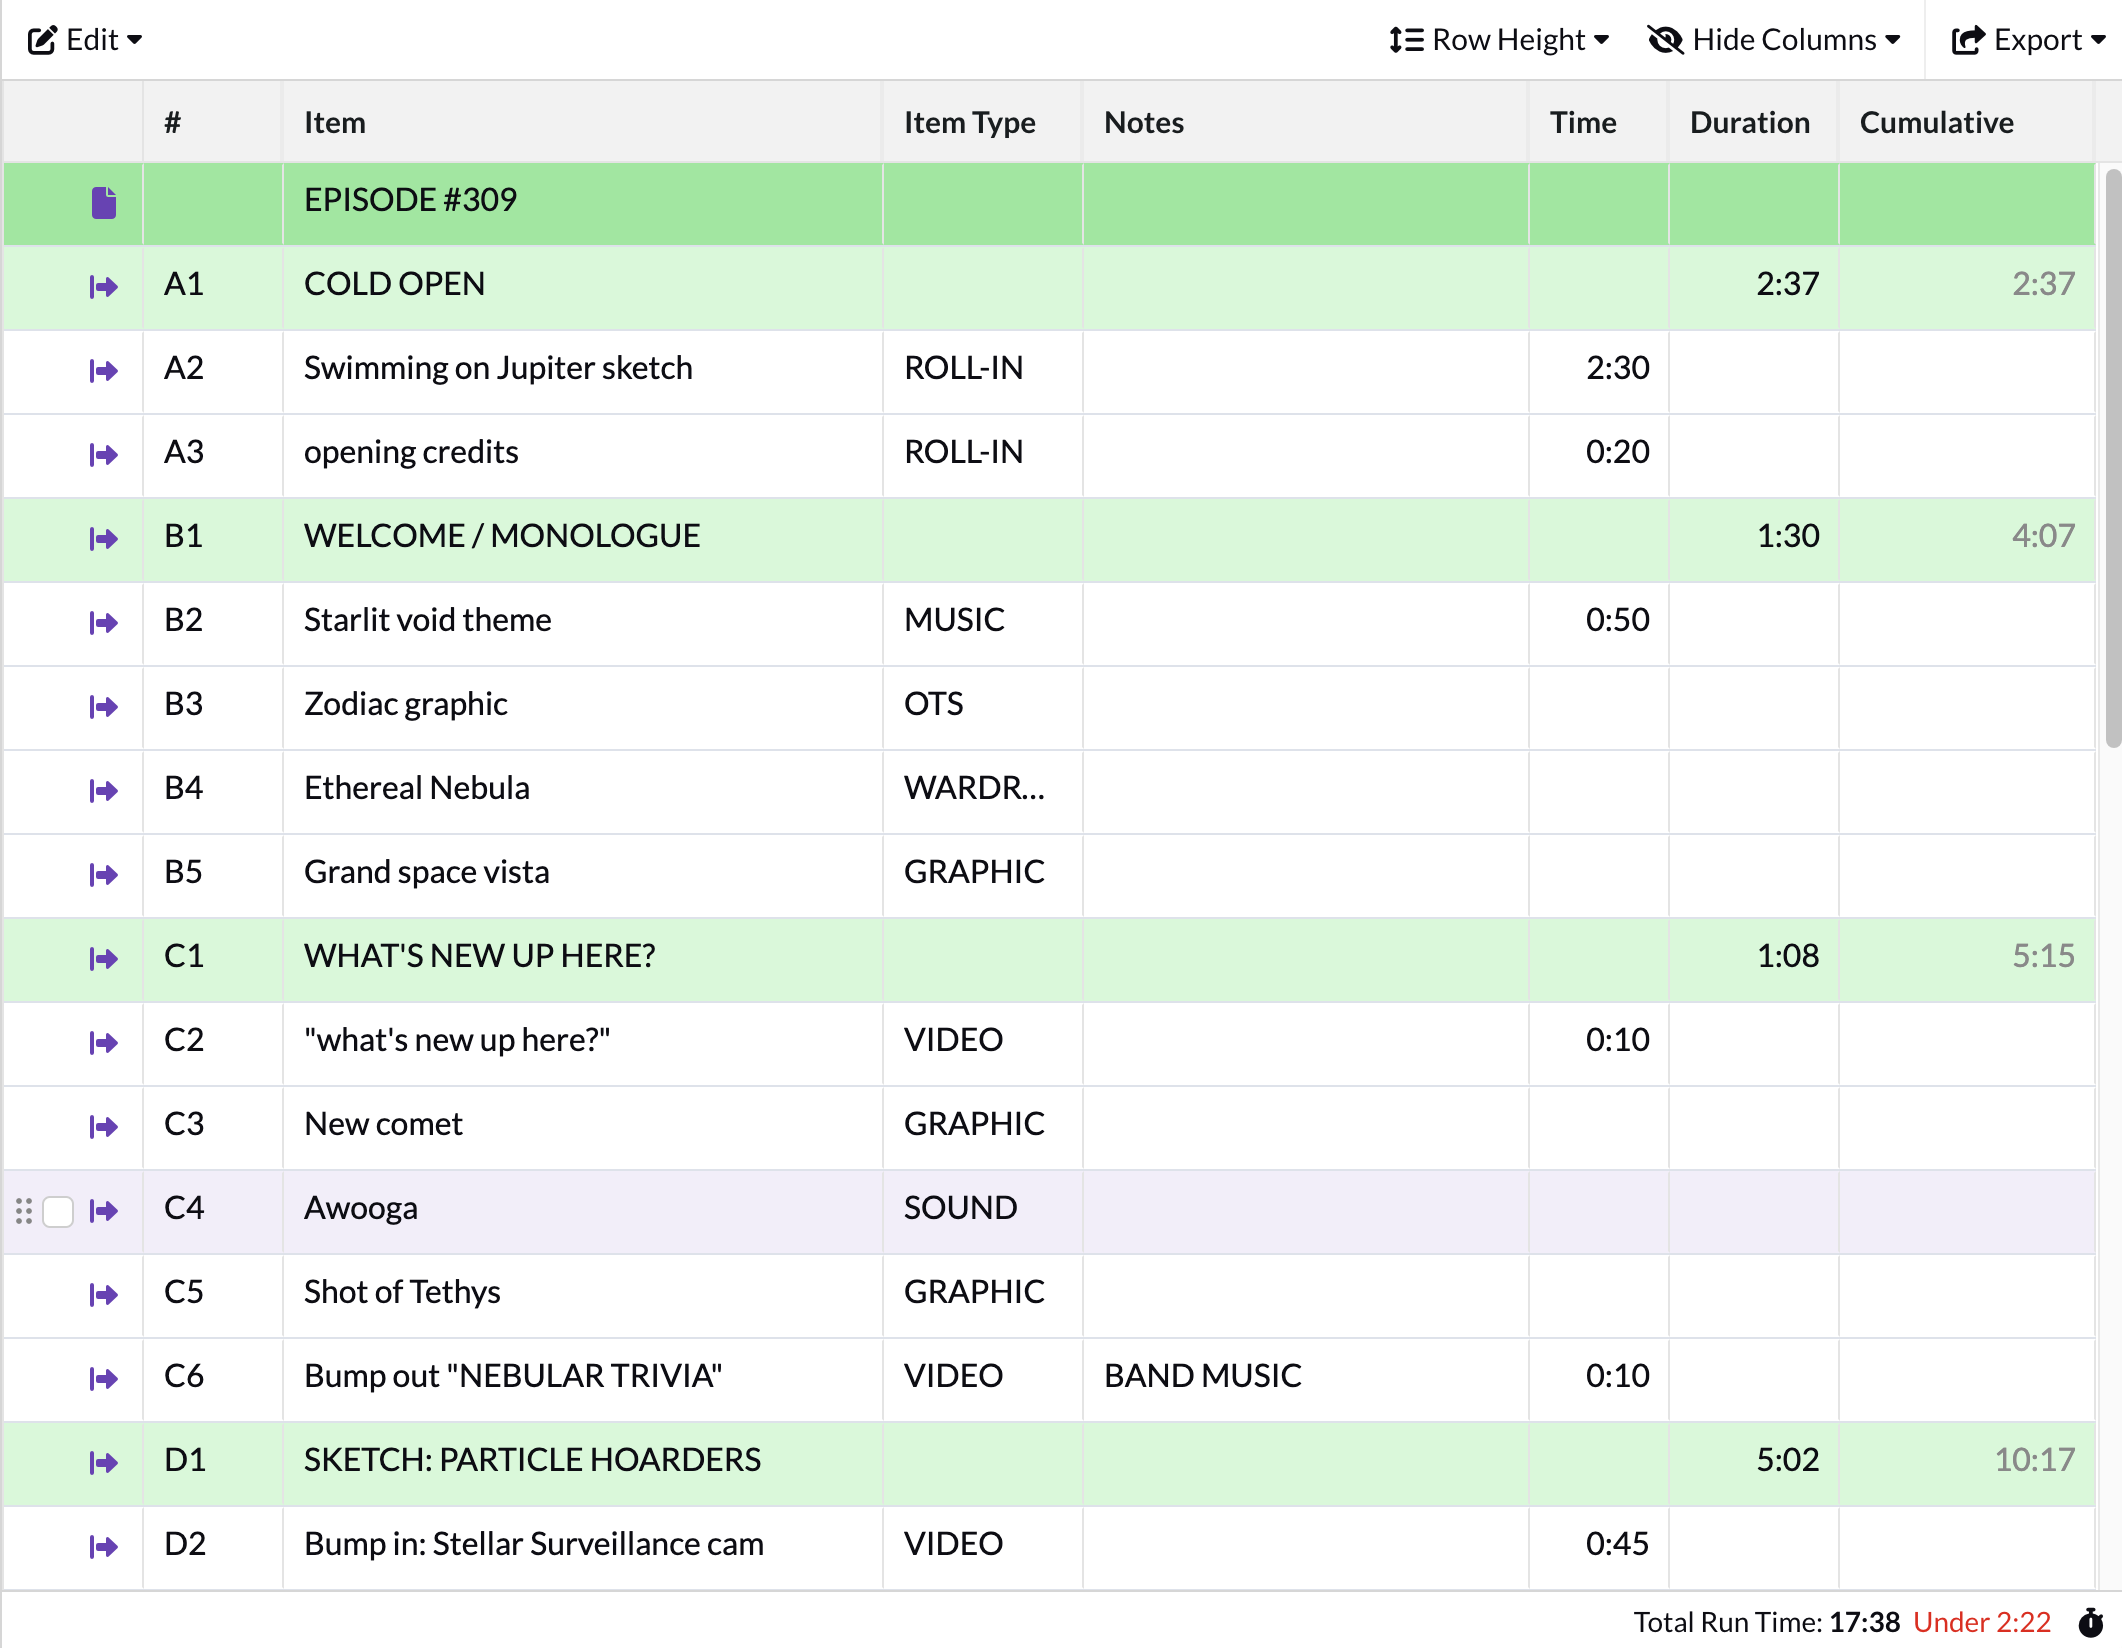 Edit Row Height Hide Columns Export
# Item Item Type Notes Time Duration Cumulative
EPISODE #309
A1 COLD OPEN 2:37 2:37
A2 Swimming on Jupiter sketch ROLL-IN 2:30
A3 opening credits ROLL-IN 0:20
B1 WELCOME / MONOLOGUE 1:30 4:07
B2 Starlit void theme MUSIC 0:50
B3 Zodiac graphic OTS
B4 Ethereal Nebula WARDR...
B5 Grand space vista GRAPHIC
C1 WHAT'S NEW UP HERE? 1:08 5:15
C2 "what's new up here?" VIDEO 0:10
C3 New comet GRAPHIC
C4 Awooga SOUND
C5 Shot of Tethys GRAPHIC
C6 Bump out "NEBULAR TRIVIA" VIDEO BAND MUSIC 0:10
D1 SKETCH: PARTICLE HOARDERS 5:02 10:17
D2 Bump in: Stellar Surveillance cam VIDEO 0:45
Total Run Time: 17:38 Under 2:22